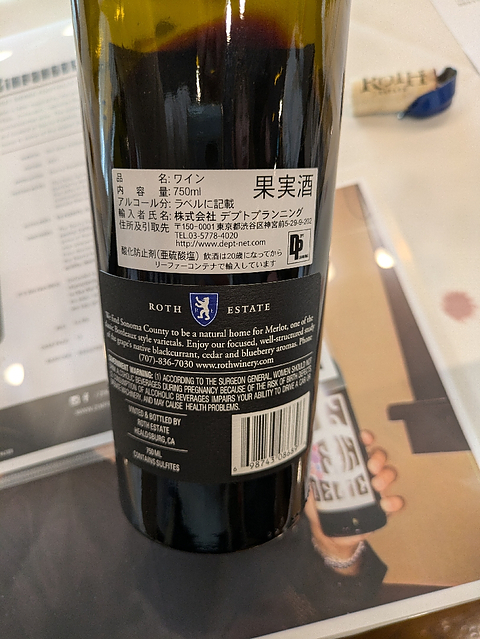 ROTH
品名: ワイン
内容量: 750ml
果実酒
アルコール分: ラベルに記載
輸入者氏名: 株式会社 デプトプランニング
住所及引取先 〒150-0001 東京都渋谷区神宮前5-29-9-202
TEL.03-5778-4020
http://www.dept-net.com
酸化防止剤(亜硫酸塩) 飲酒は20歳になってから
リーファーコンテナで輸入しています
ROTH ESTATE
We find Sonoma County to be a natural home for Merlot, one of the
classic Bordeaux style varietals. Enjoy our focused, well-structured
of the grape's native blackcurrant, cedar and blueberry aromas. Phone
(707)-836-7030 www.rothwinery.com
GOVERNMENT WARNING: (1) ACCORDING TO THE SURGEON GENERAL, WOMEN SHOULD NOT
ALCOHOLIC BEVERAGES DURING PREGNANCY BECAUSE OF THE RISK OF BIRTH DEFECTS.
CONSUMPTION OF ALCOHOLIC BEVERAGES IMPAIRS YOUR ABILITY TO DRIVE A CAR OR
MACHINERY, AND MAY CAUSE HEALTH PROBLEMS.
VINTED & BOTTLED BY
ROTH ESTATE
HEALDSBURG, CA
750 ML
CONTAINS SULFITES